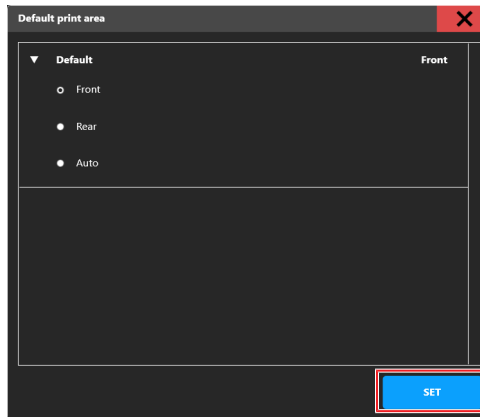 Default print area
Default Front
Front
Rear
Auto
SET